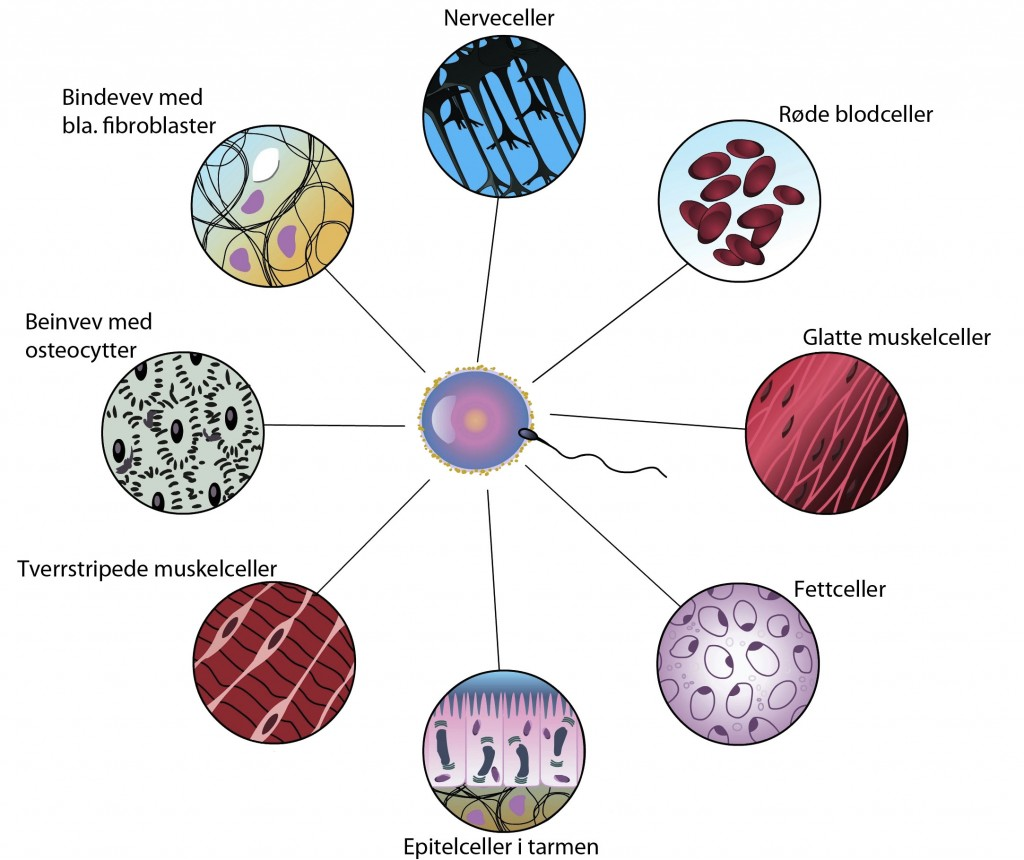 Nerveceller
Bindevev med
bla. fibroblaster
Røde blodceller
Beinvev med
osteocytter
Glatte muskelceller
Tverrstripede muskelceller
Fettceller
Epitelceller i tarmen